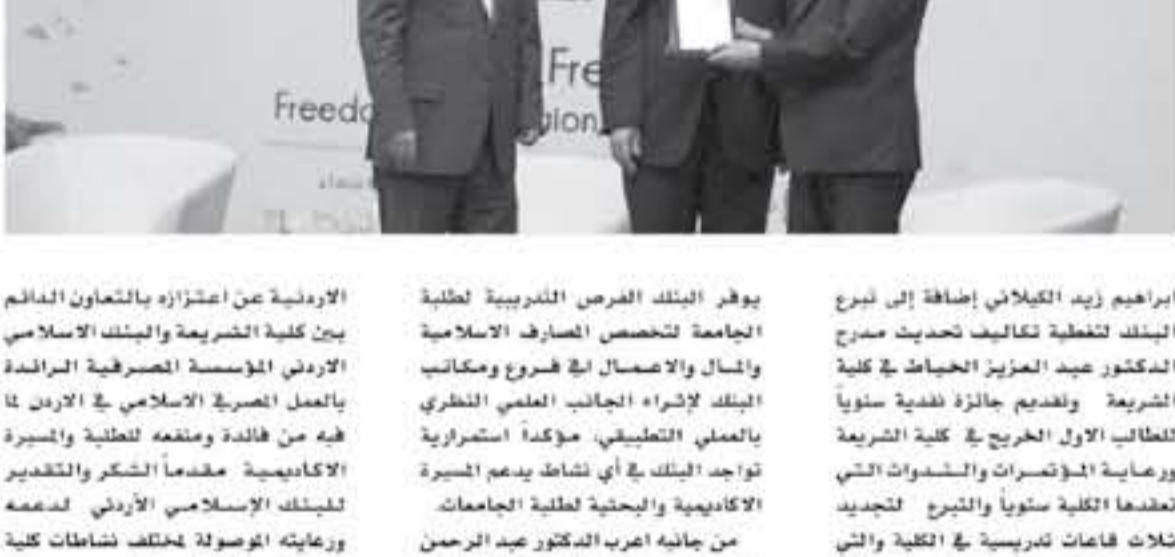 .Fre
Freedo
gion,
ابراهيم زيد الكيلاني إضافة إلى تبرع
البنك لتغطية تكاليف تحديث مدرج
الدكتور عبد العزيز الخياط في كلية
الشريعة وتقديم جائزة نقدية سنوياً
للطالب الاول الخريج في كلية الشريعة
ورعاية المؤتمرات والندوات التي
تعقدها الكلية سنوياً والتبرع لتجديد
ثلاث قاعات تدريسية في الكلية والتي
يوفر البنك الفرص التدريبية لطلبة
الجامعة لتخصص المصارف الاسلامية
والمال والاعمال في فروع ومكاتب
البنك لإثراء الجانب العلمي النظري
بالعملي التطبيقي، مؤكداً استمرارية
تواجد البنك في أي نشاط يدعم المسيرة
الاكاديمية والبحثية لطلبة الجامعات.
من جانبه اعرب الدكتور عبد الرحمن
الاردنية عن اعتزازه بالتعاون الدائم
بين كلية الشريعة والبنك الاسلامي
الاردني المؤسسة المصرفية الرائدة
بالعمل المصرفي الاسلامي في الاردن لما
فيه من فائدة ومنفعه للطلبة والمسيرة
الاكاديمية مقدماً الشكر والتقدير
للبنك الإسلامي الأردني لدعمه
ورعايته الموصولة لمختلف نشاطات كلية